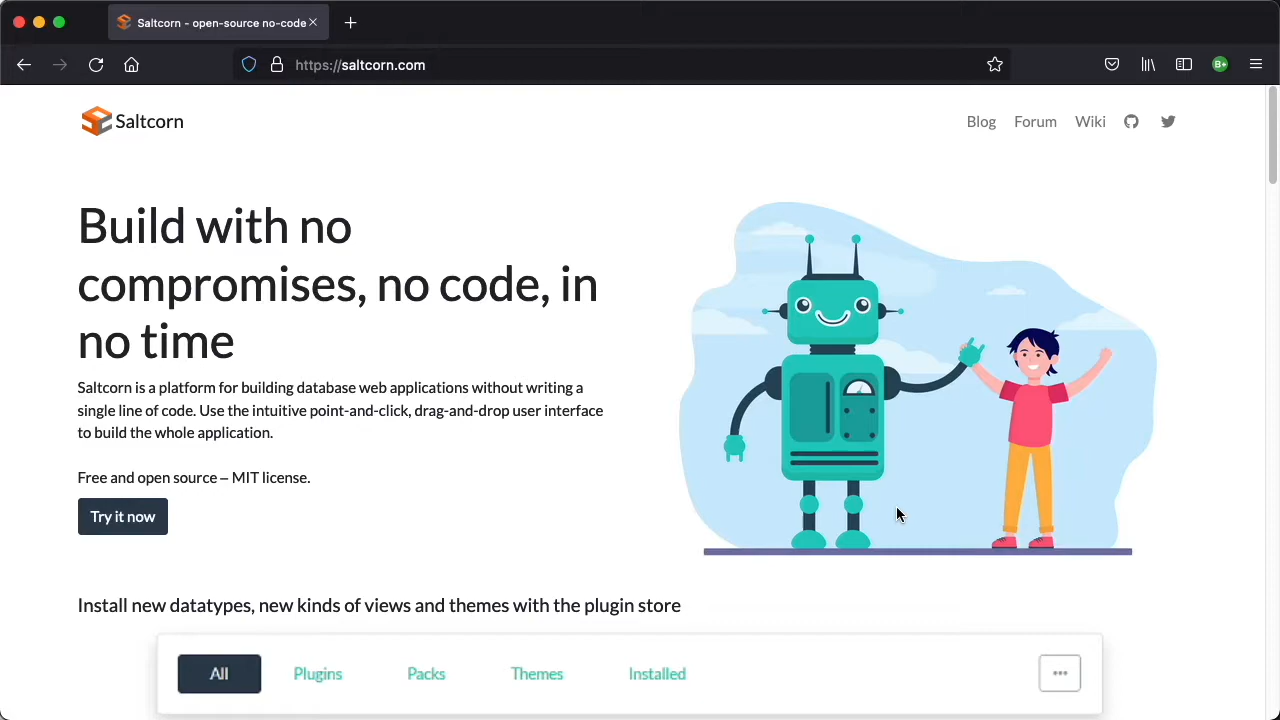 Saltcorn - open-source no-code
https://saltcorn.com
B+
Saltcorn
Blog
Forum
Wiki
Build with no
compromises, no code, in
no time
Saltcorn is a platform for building database web applications without writing a
single line of code. Use the intuitive point-and-click, drag-and-drop user interface
to build the whole application.
Free and open source – MIT license.
Try it now
Install new datatypes, new kinds of views and themes with the plugin store
All
Plugins
Packs
Themes
Installed